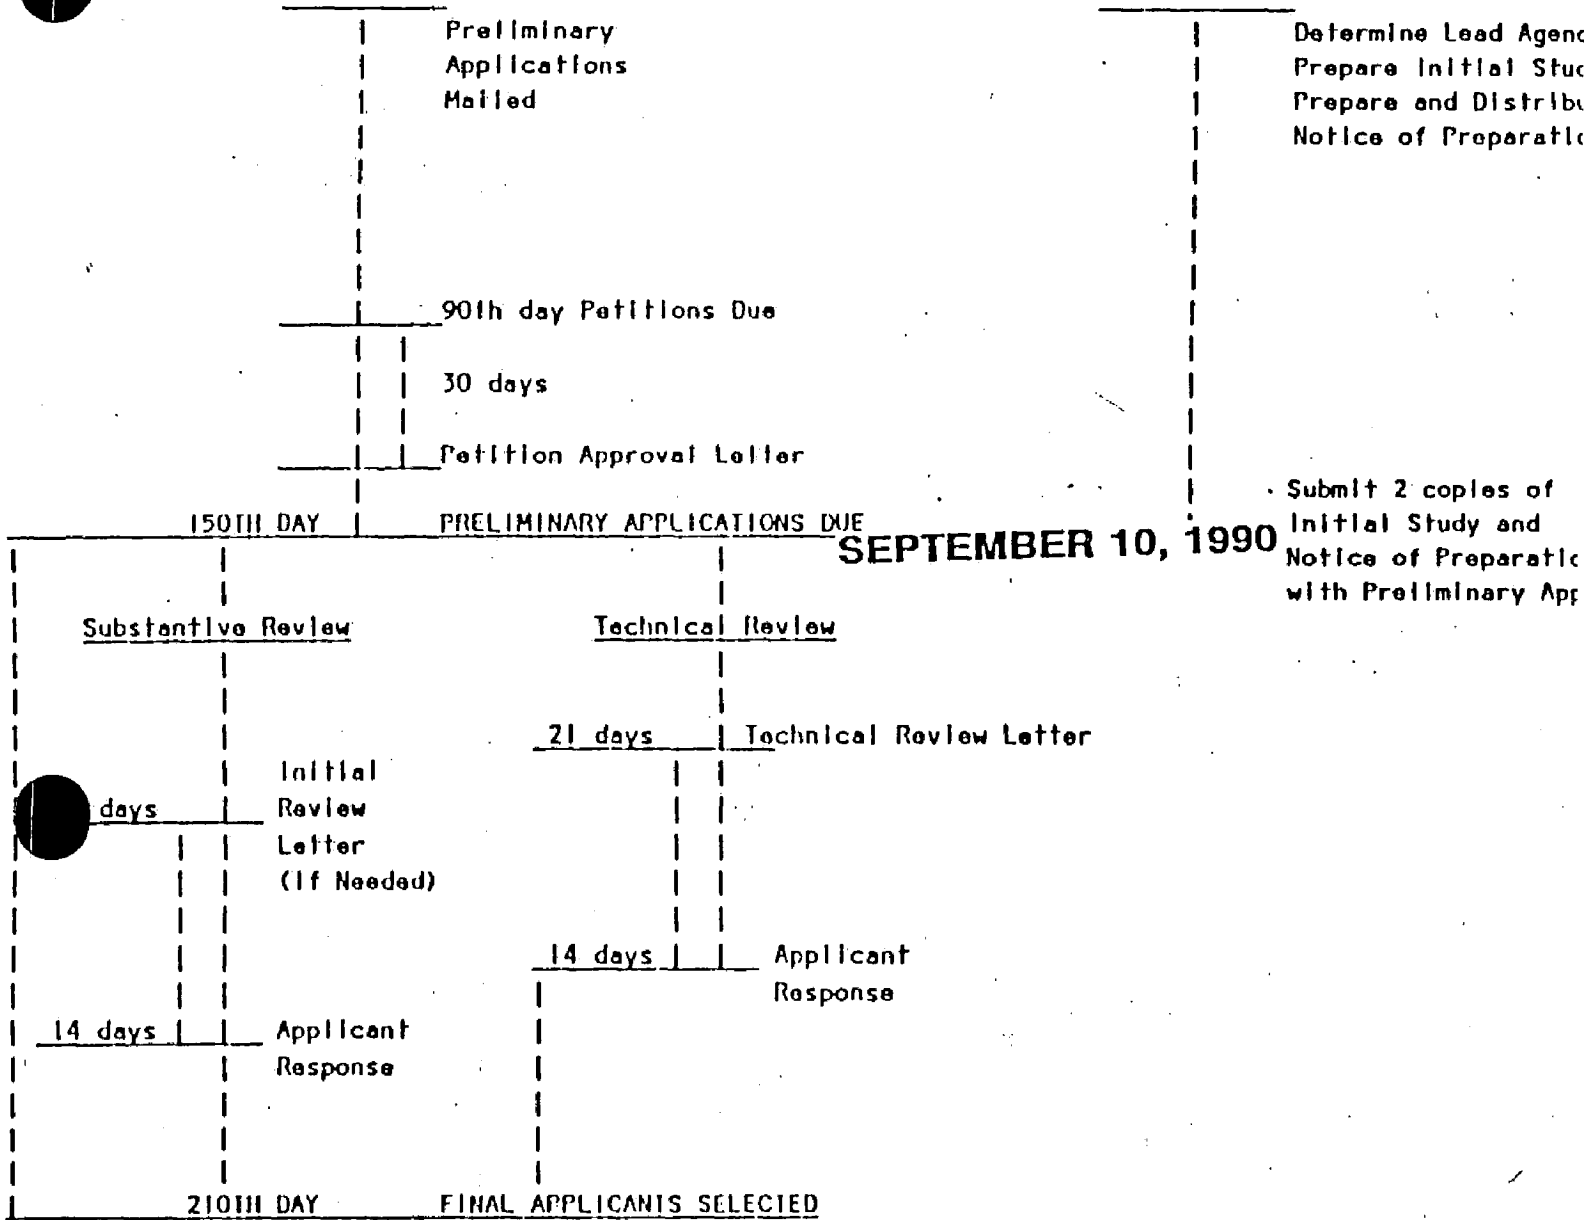 Preliminary
Applications
Mailed
Determine Lead Agenc
Prepare Initial Stud
Prepare and Distribu
Notice of Preparatio
90th day Petitions Due
30 days
Petition Approval Letter
150TH DAY PRELIMINARY APPLICATIONS DUE
SEPTEMBER 10, 1990
Submit 2 copies of
Initial Study and
Notice of Preparatic
with Preliminary App
Substantive Review
Technical Review
21 days Technical Review Letter
days
Initial
Review
Letter
(If Needed)
14 days Applicant
Response
14 days Applicant
Response
210TH DAY FINAL APPLICANTS SELECTED